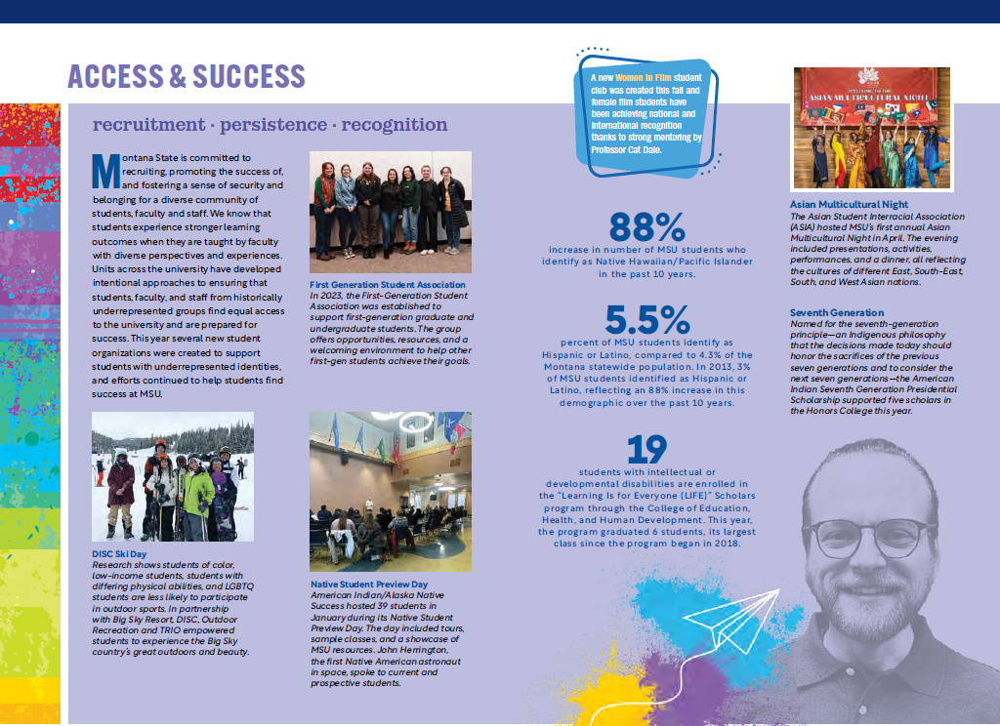 ACCESS & SUCCESS
recruitment · persistence · recognition
Montana State is committed to
recruiting, promoting the success of,
and fostering a sense of security and
belonging for a diverse community of
students, faculty and staff. We know that
students experience stronger learning
outcomes when they are taught by faculty
with diverse perspectives and experiences.
Units across the university have developed
intentional approaches to ensuring that
students, faculty, and staff from historically
underrepresented groups find equal access
to the university and are prepared for
success. This year several new student
organizations were created to support
students with underrepresented identities,
and efforts continued to help students find
success at MSU.
DISC Ski Day
Research shows students of color,
low-income students, students with
differing physical abilities, and LGBTQ
students are less likely to participate
in outdoor sports. In partnership
with Big Sky Resort, DISC, Outdoor
Recreation and TRIO empowered
students to experience the Big Sky
country's great outdoors and beauty.
First Generation Student Association
In 2023, the First-Generation Student
Association was established to
support first-generation graduate and
undergraduate students. The group
offers opportunities, resources, and a
welcoming environment to help other
first-gen students achieve their goals.
Native Student Preview Day
American Indian/Alaska Native
Success hosted 39 students in
January during its Native Student
Preview Day. The day included tours,
sample classes, and a showcase of
MSU resources. John Herrington,
the first Native American astronaut
in space, spoke to current and
prospective students.
A new Women in Film student
club was created this fall and
female film students have
been achieving national and
international recognition
thanks to strong mentoring by
Professor Cat Dale.
88%
increase in number of MSU students who
identify as Native Hawaiian/Pacific Islander
in the past 10 years.
5.5%
percent of MSU students identify as
Hispanic or Latino, compared to 4.3% of the
Montana statewide population. In 2013, 3%
of MSU students identified as Hispanic or
Latino, reflecting an 88% increase in this
demographic over the past 10 years.
19
students with intellectual or
developmental disabilities are enrolled in
the "Learning Is for Everyone (LIFE)" Scholars
program through the College of Education,
Health, and Human Development. This year,
the program graduated 6 students, its largest
class since the program began in 2018.
ASIAN MULTICULTURAL NIGHT
Asian Multicultural Night
The Asian Student Interracial Association
(ASIA) hosted MSU's first annual Asian
Multicultural Night in April. The evening
included presentations, activities,
performances, and a dinner, all reflecting
the cultures of different East, South-East,
South, and West Asian nations.
Seventh Generation
Named for the seventh-generation
principle—an Indigenous philosophy
that the decisions made today should
honor the sacrifices of the previous
seven generations and to consider the
next seven generations—the American
Indian Seventh Generation Presidential
Scholarship supported five scholars in
the Honors College this year.